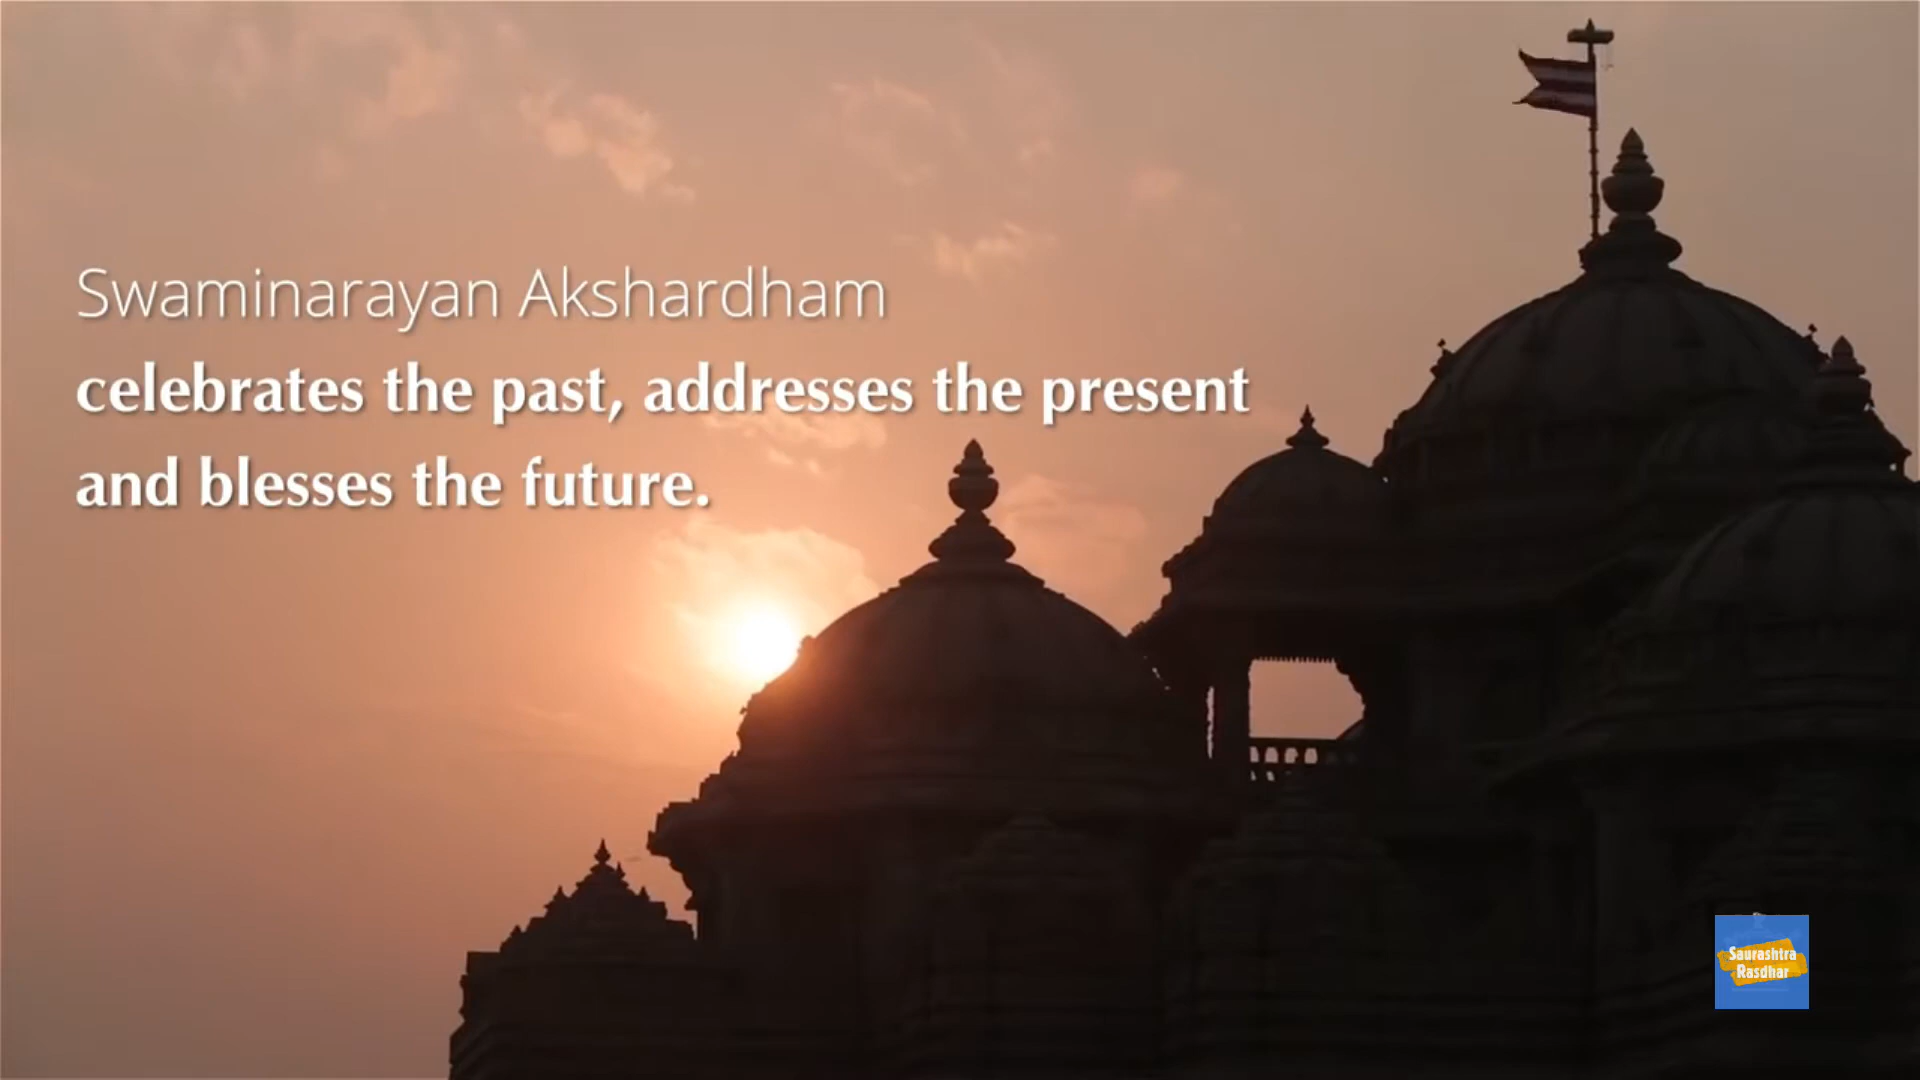 Swaminarayan Akshardham
celebrates the past, addresses the present
and blesses the future.
Saurashtra
Rasdhar